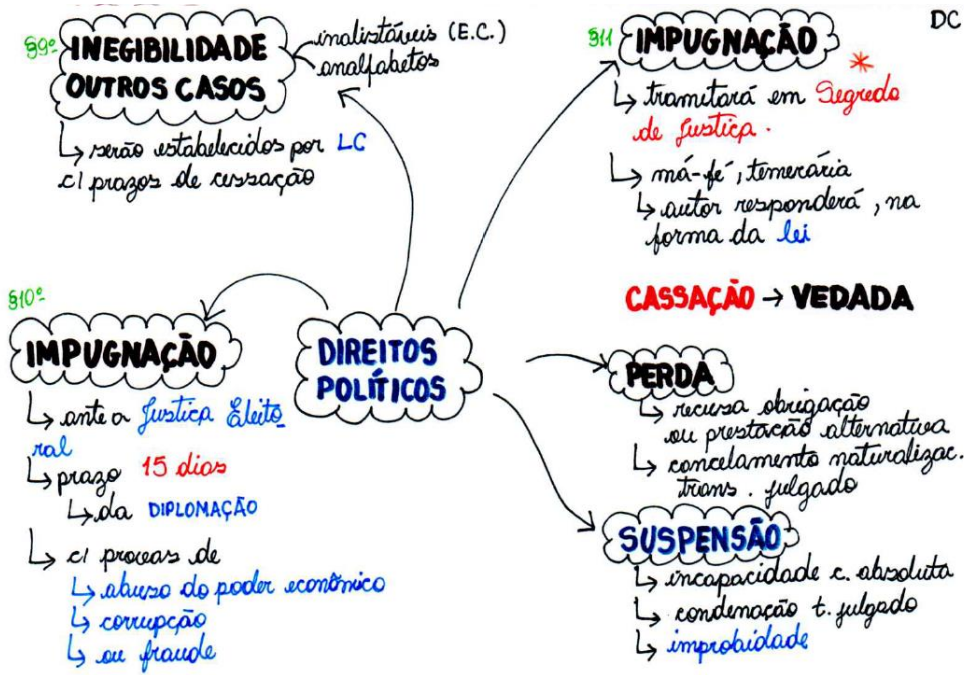 DC
§9º
INEGIBILIDADE
OUTROS CASOS
inalistáveis (E.C.)
analfabetos
↳ serão estabelecidos por LC
c/ prazos de cessação
§11
IMPUGNAÇÃO *
↳ tramitará em Segredo
de Justiça.
↳ má-fé, temerária
↳ autor responderá, na
forma da lei
§10º
IMPUGNAÇÃO
↳ ante a Justiça Eleito
ral
↳ prazo 15 dias
↳ da DIPLOMAÇÃO
↳ c/ provas de
↳ abuso do poder econômico
↳ corrupção
↳ ou fraude
DIREITOS
POLÍTICOS
CASSAÇÃO → VEDADA
PERDA
↳ recusa obrigação
ou prestação alternativa
↳ cancelamento naturalizac.
trans. julgado
SUSPENSÃO
↳ incapacidade c. absoluta
↳ condenação t. julgado
↳ improbidade